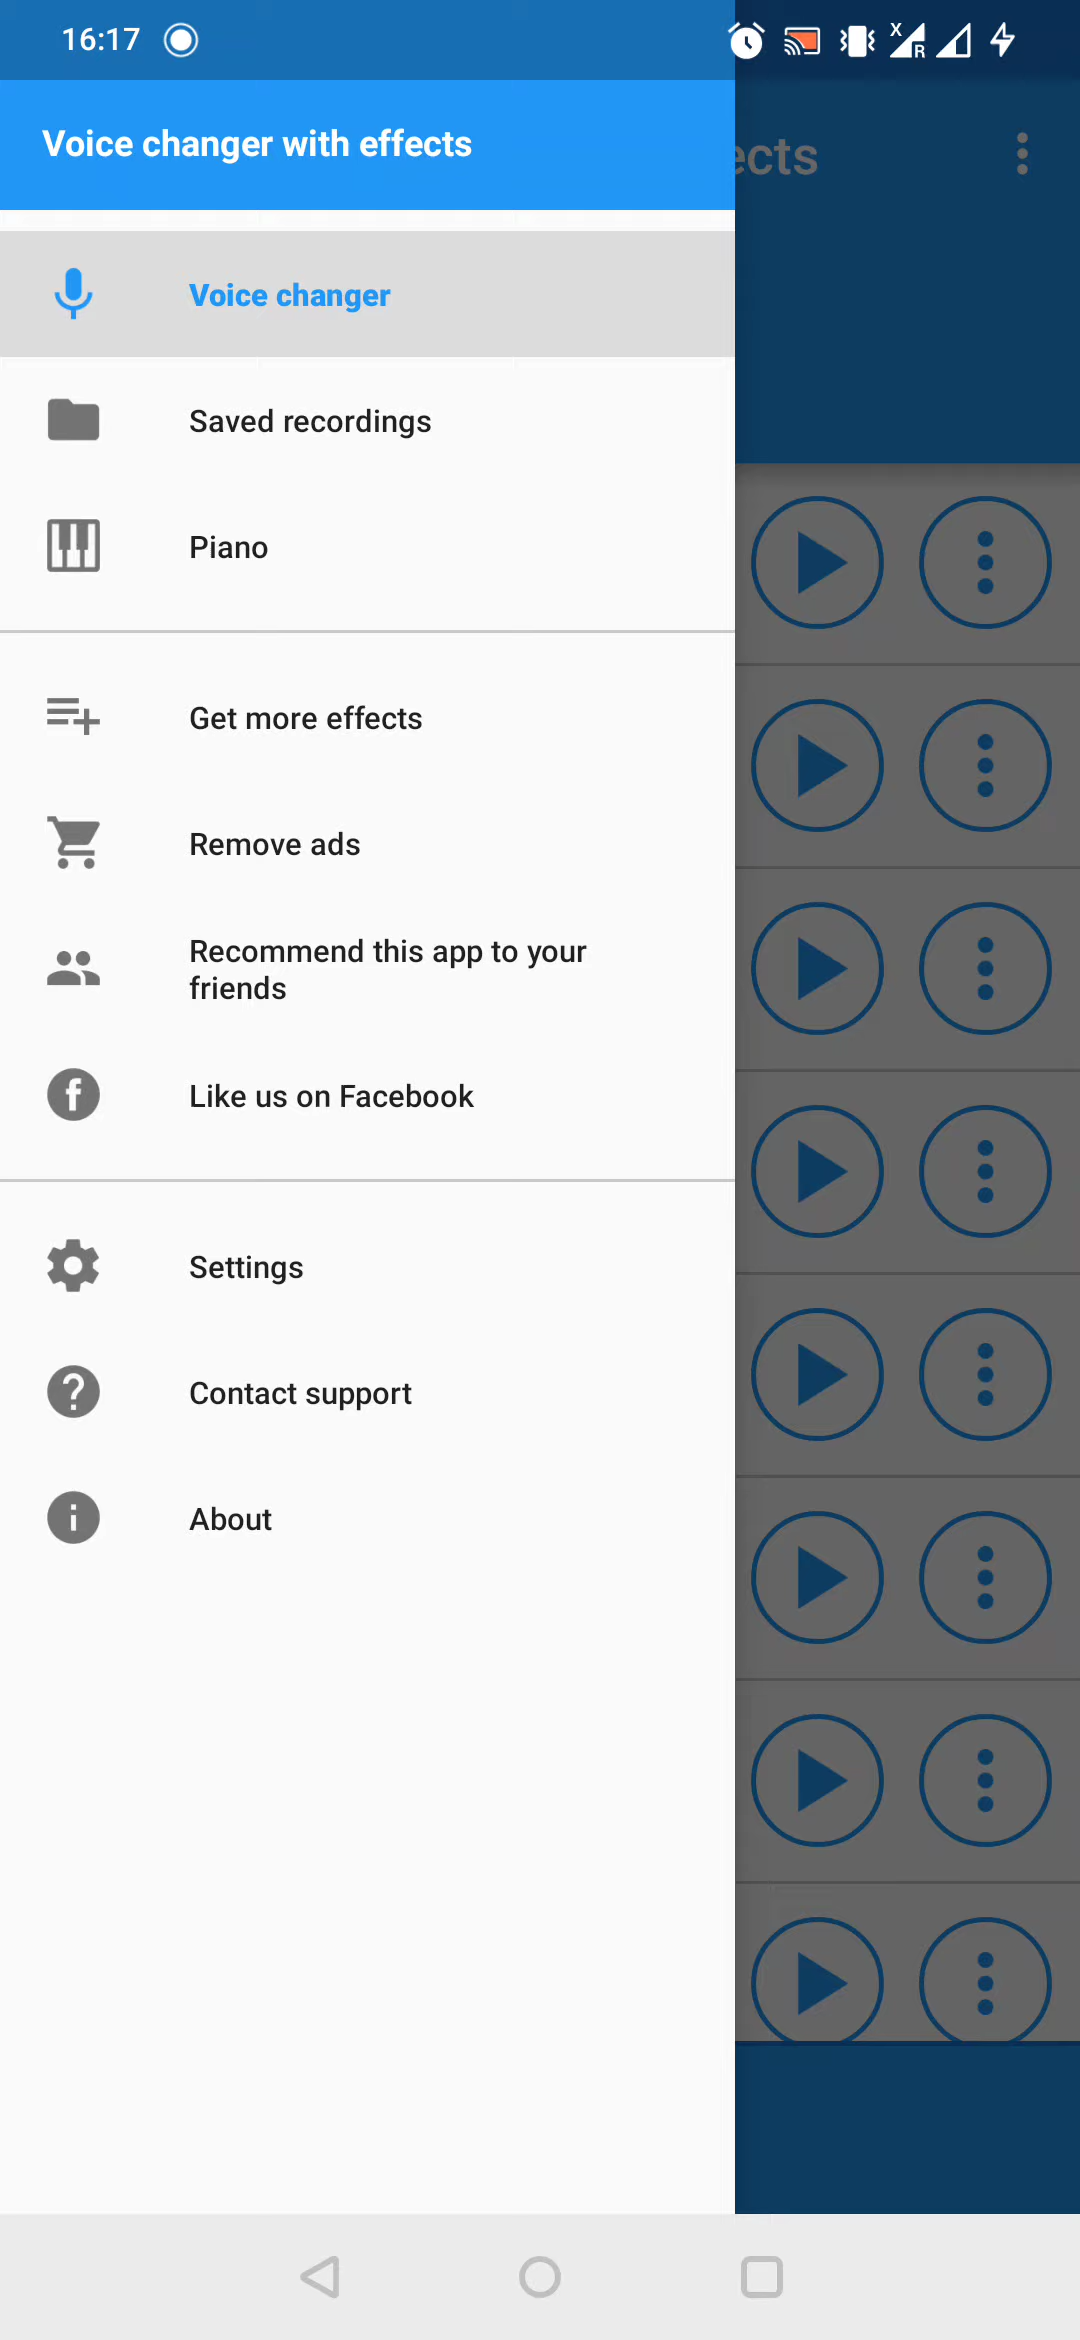 16:17
X
R
Voice changer with effects
ects
Voice changer
Saved recordings
Piano
Get more effects
Remove ads
Recommend this app to your
friends
Like us on Facebook
Settings
Contact support
About